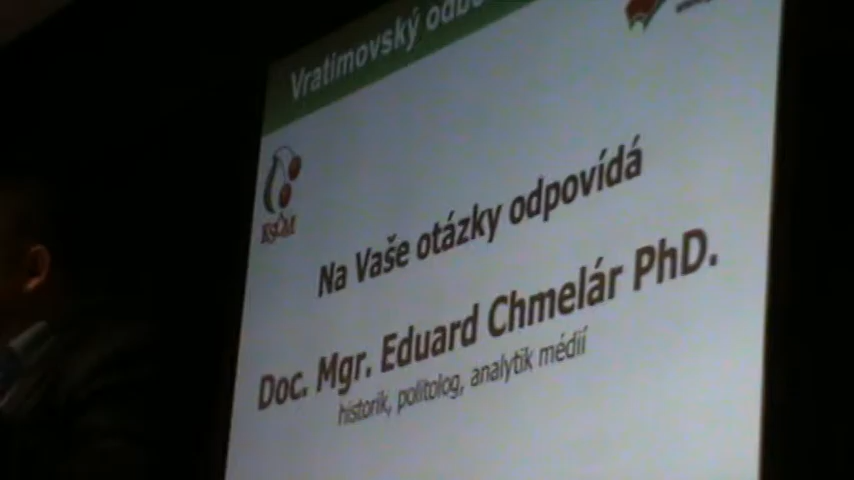 Vratimovský
KSČM
Na Vaše otázky odpovídá
Doc. Mgr. Eduard Chmelár PhD.
historik, politolog, analytik médií